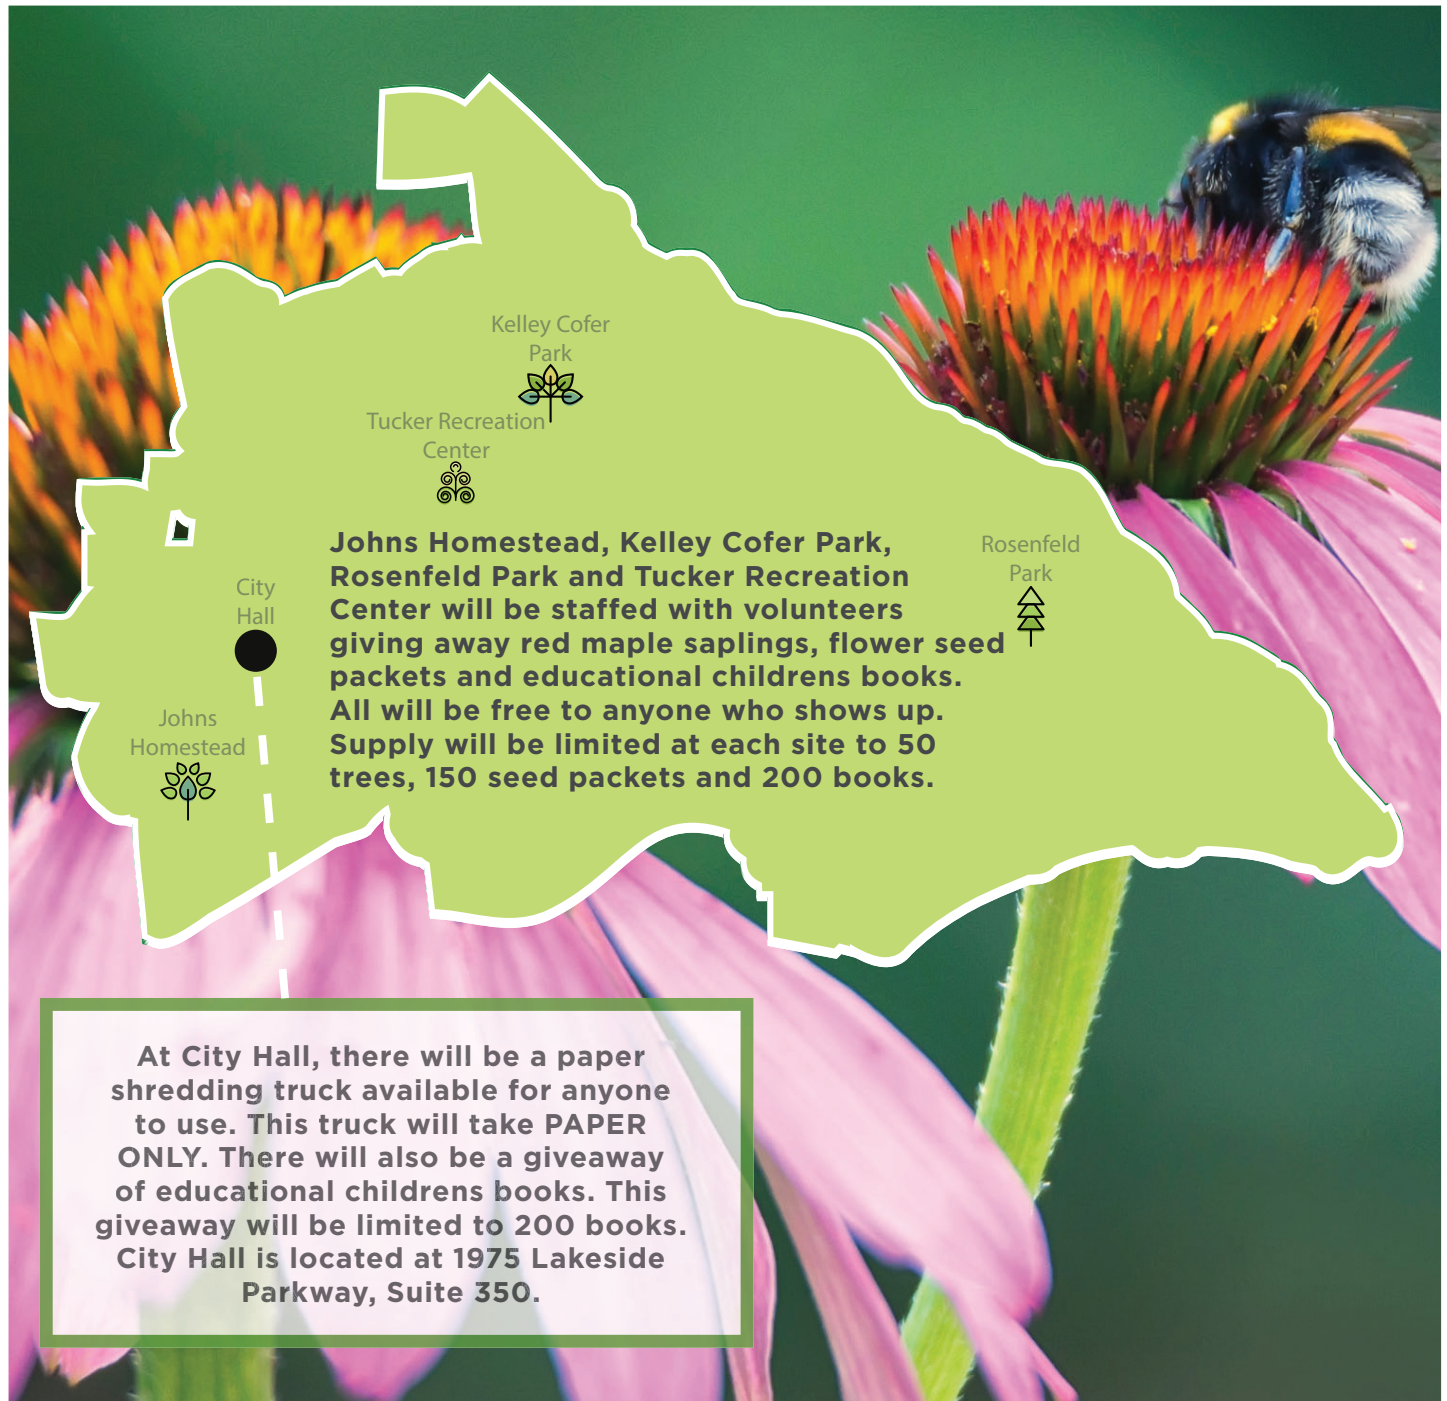 Kelley Cofer
Park
Tucker Recreation
Center
Rosenfeld
Park
City
Hall
Johns
Homestead
Johns Homestead, Kelley Cofer Park,
Rosenfeld Park and Tucker Recreation
Center will be staffed with volunteers
giving away red maple saplings, flower seed
packets and educational childrens books.
All will be free to anyone who shows up.
Supply will be limited at each site to 50
trees, 150 seed packets and 200 books.
At City Hall, there will be a paper
shredding truck available for anyone
to use. This truck will take PAPER
ONLY. There will also be a giveaway
of educational childrens books. This
giveaway will be limited to 200 books.
City Hall is located at 1975 Lakeside
Parkway, Suite 350.